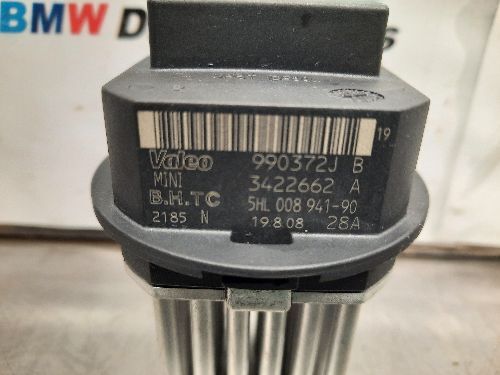 BMW D
19
Valeo 990372J B
MINI 3422662 A
B.H.TC 5HL 008 941-90
2185 N 19.8.08. 28A